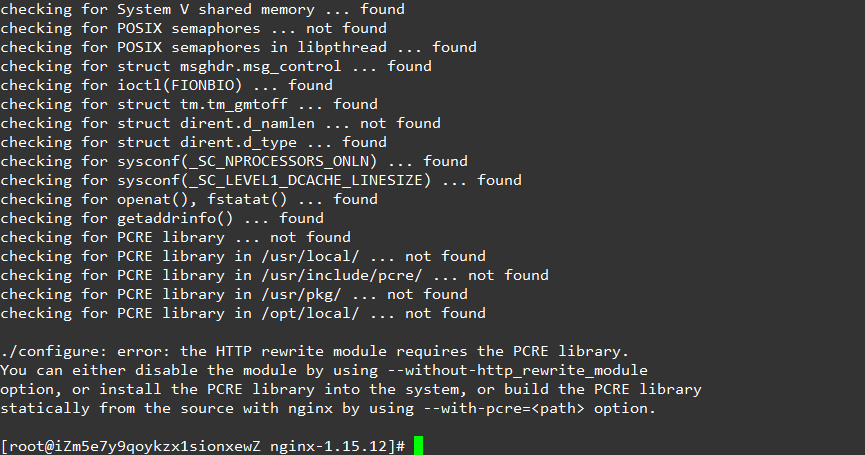 checking for System V shared memory ... found
checking for POSIX semaphores ... not found
checking for POSIX semaphores in libpthread ... found
checking for struct msghdr.msg_control ... found
checking for ioctl(FIONBIO) ... found
checking for struct tm.tm_gmtoff ... found
checking for struct dirent.d_namlen ... not found
checking for struct dirent.d_type ... found
checking for sysconf(_SC_NPROCESSORS_ONLN) ... found
checking for sysconf(_SC_LEVEL1_DCACHE_LINESIZE) ... found
checking for openat(), fstatat() ... found
checking for getaddrinfo() ... found
checking for PCRE library ... not found
checking for PCRE library in /usr/local/ ... not found
checking for PCRE library in /usr/include/pcre/ ... not found
checking for PCRE library in /usr/pkg/ ... not found
checking for PCRE library in /opt/local/ ... not found
./configure: error: the HTTP rewrite module requires the PCRE library.
You can either disable the module by using --without-http_rewrite_module
option, or install the PCRE library into the system, or build the PCRE library
statically from the source with nginx by using --with-pcre=<path> option.
[root@iZm5e7y9qoykzx1sionxewZ nginx-1.15.12]#